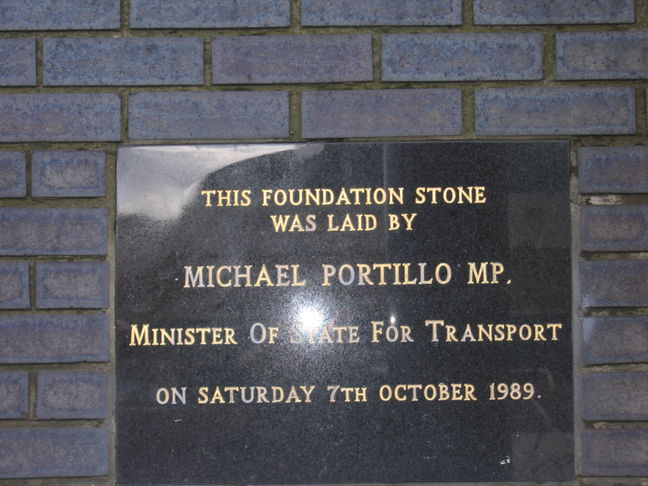 THIS FOUNDATION STONE
WAS LAID BY
MICHAEL PORTILLO MP.
MINISTER OF STATE FOR TRANSPORT
ON SATURDAY 7TH OCTOBER 1989.